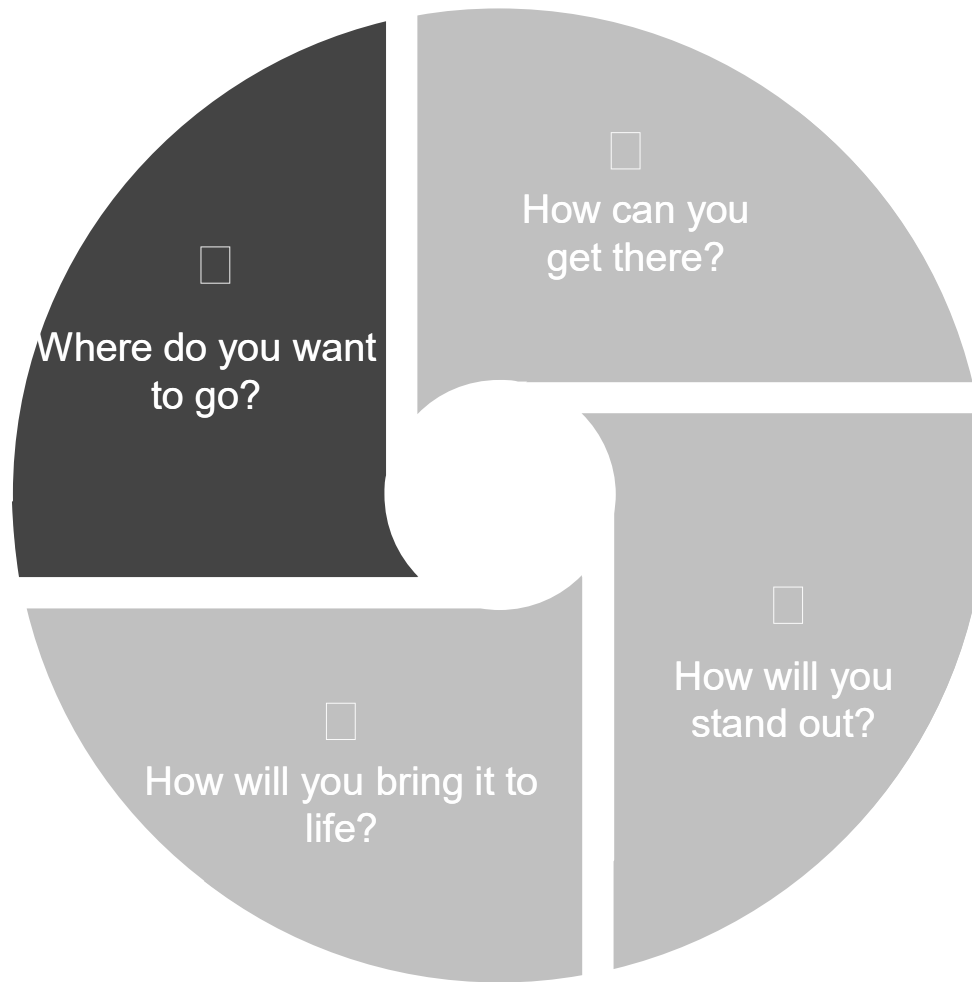 Where do you want
to go?
How can you
get there?
How will you
stand out?
How will you bring it to
life?